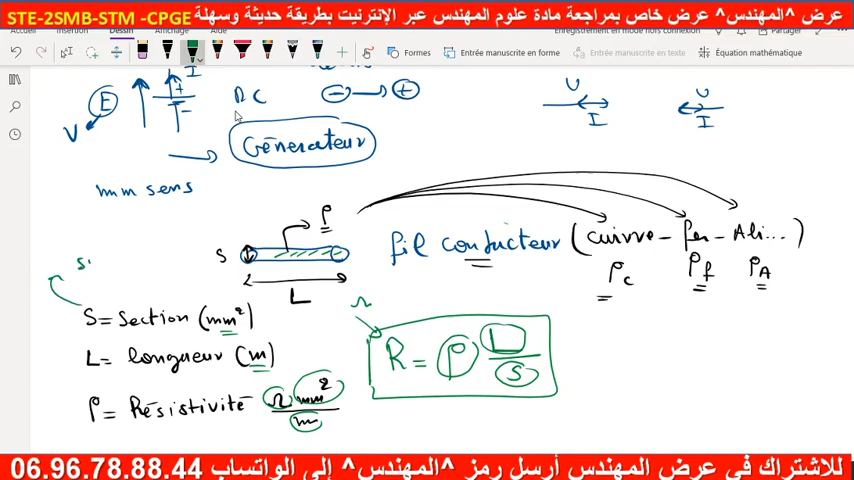 STE-2SMB-STM -CPGE عرض ^المهندس^ عرض خاص بمراجعة مادة علوم المهندس عبر الإنترنيت بطريقة حديثة وسهلة
Accueil Insertion Dessin
Formes Entrée manuscrite en forme Entrée manuscrite en texte Équation mathématique
E
I
+
-
V
DC
- → +
U
I
U
I
Générateur
mm sens
ρ
S
L
fil conducteur (cuivre - fer - Ali...)
ρc ρf ρA
S= Section (mm²)
L= longueur (m)
ρ= Résistivité Ω mm²/m
Ω
R = ρ L/S
للاشتراك في عرض المهندس أرسل رمز ^المهندس^ إلى الواتساب 06.96.78.88.44